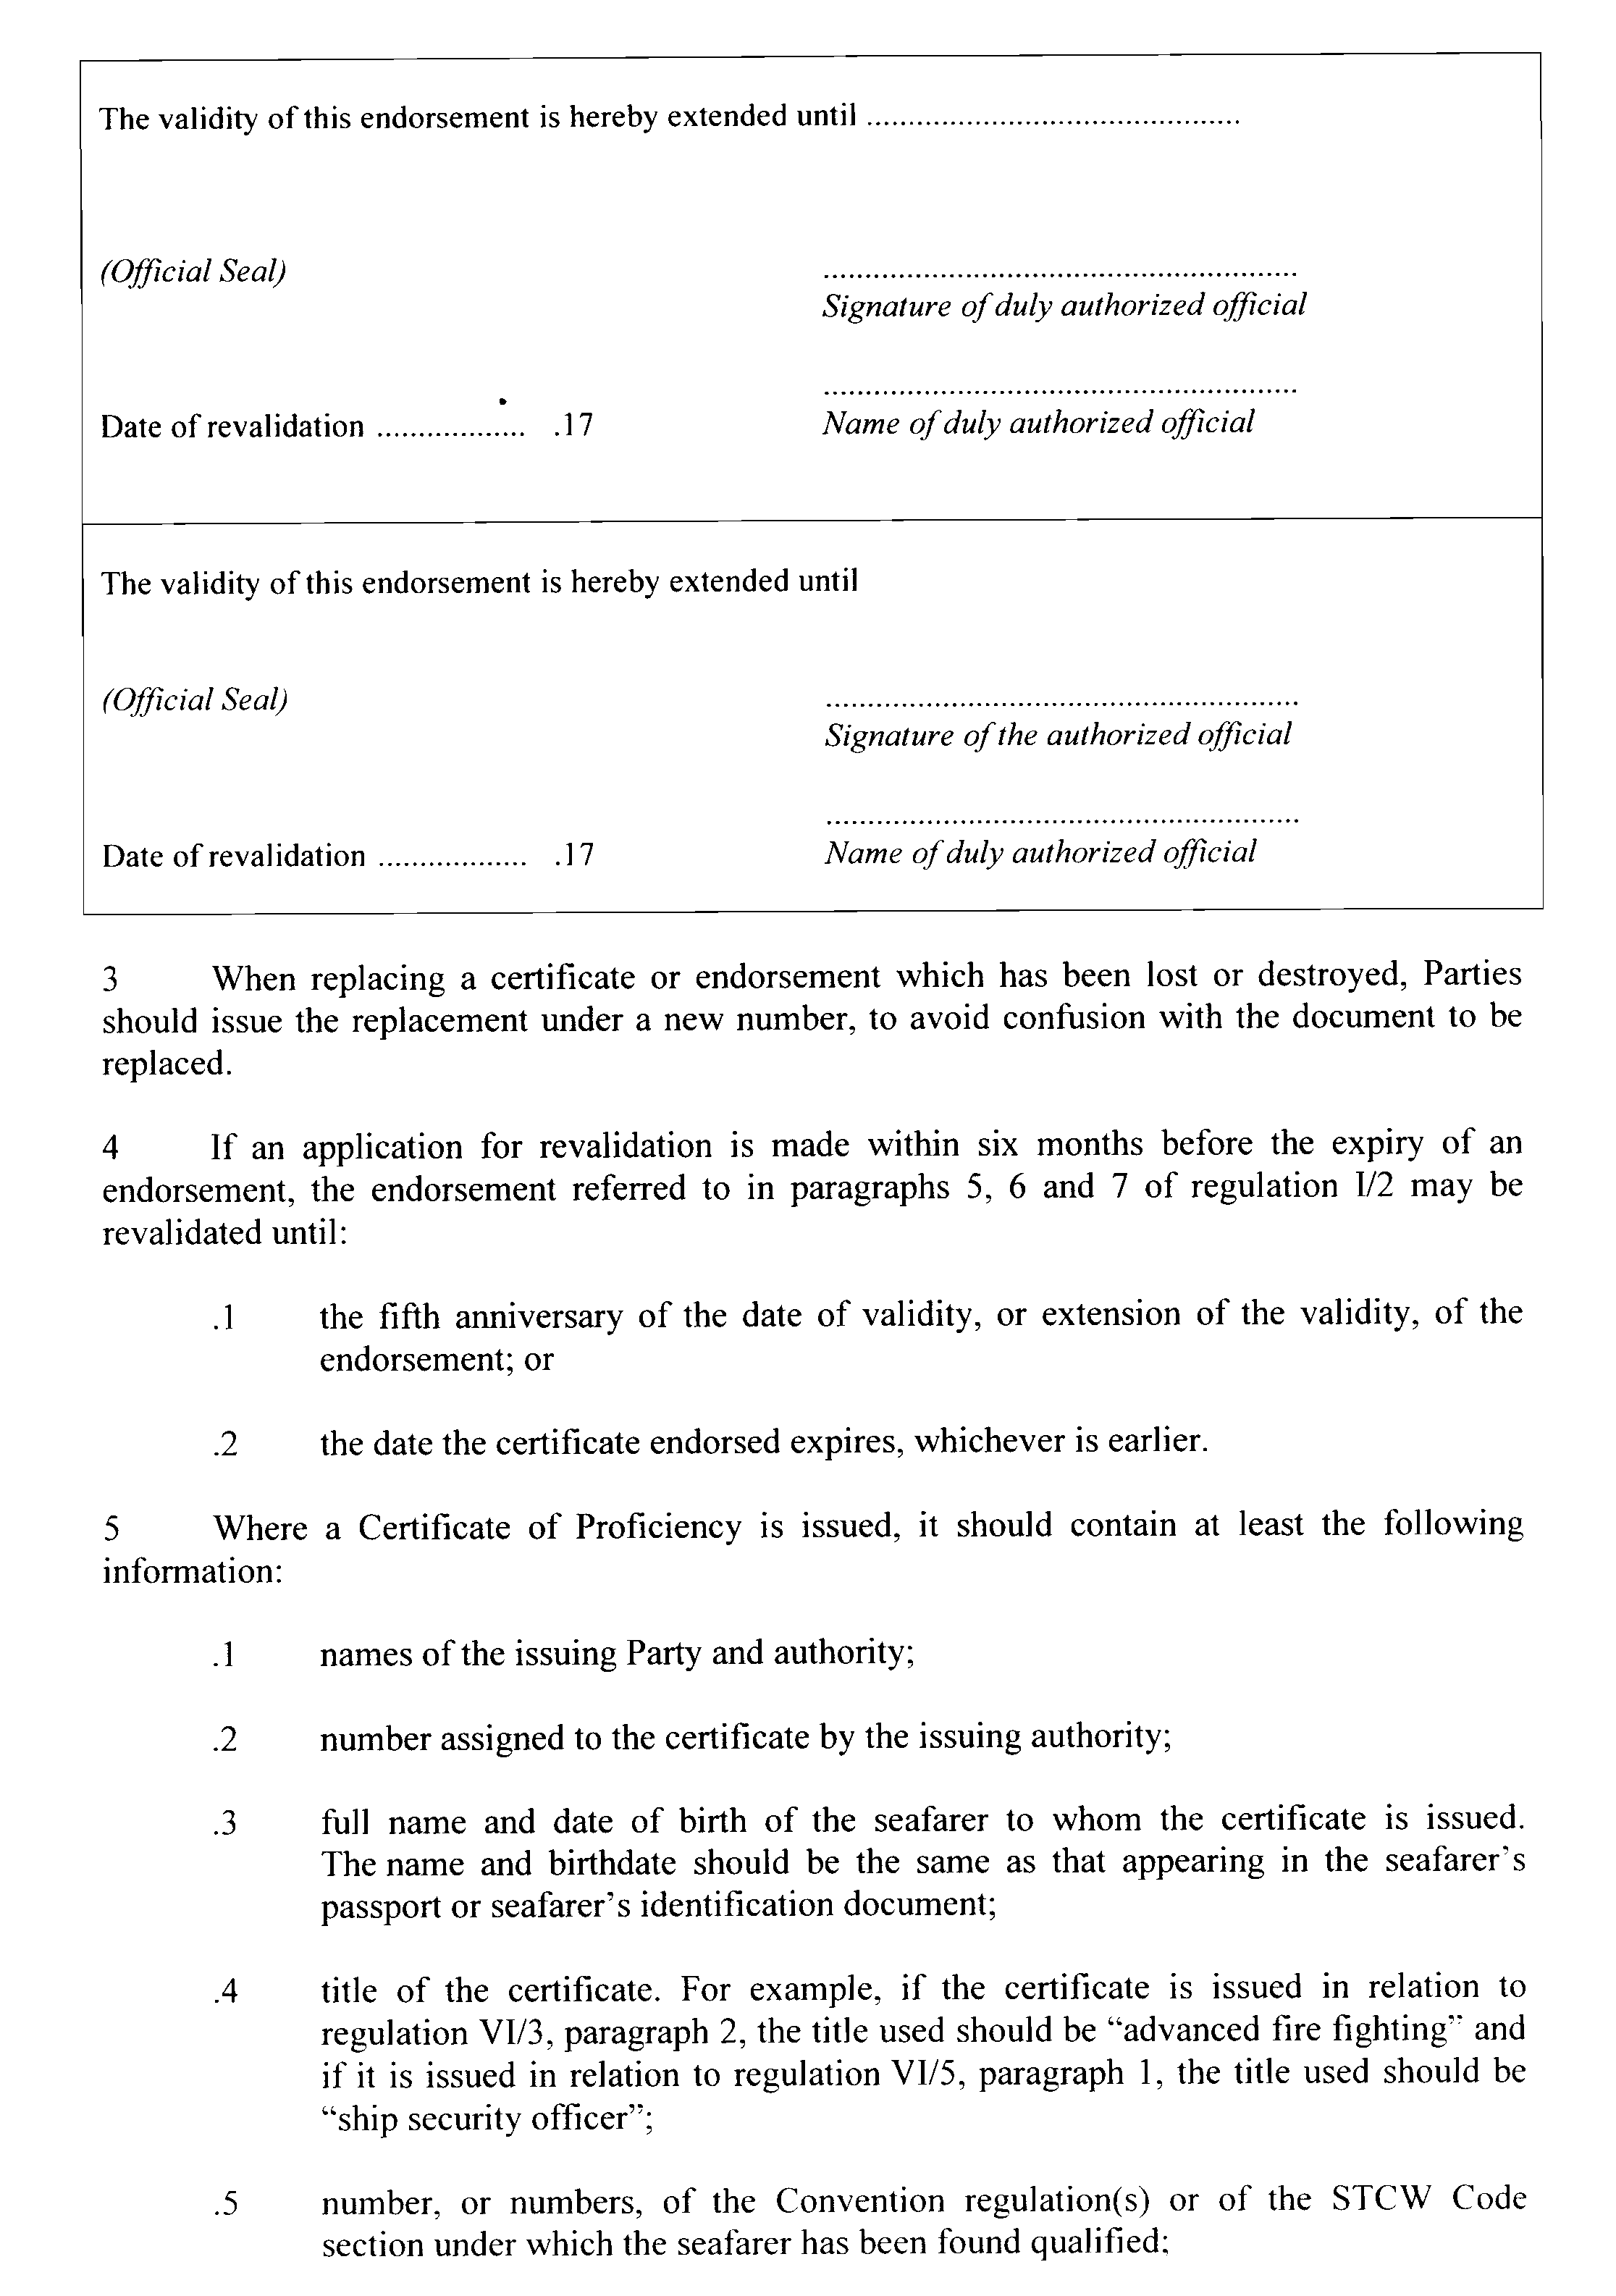 The validity of this endorsement is hereby extended until .............................................
(Official Seal)
.........................................................
Signature of duly authorized official
.........................................................
Date of revalidation .................. .17
Name of duly authorized official
The validity of this endorsement is hereby extended until
(Official Seal)
.........................................................
Signature of the authorized official
.........................................................
Date of revalidation .................. .17
Name of duly authorized official
3 When replacing a certificate or endorsement which has been lost or destroyed, Parties
should issue the replacement under a new number, to avoid confusion with the document to be
replaced.
4 If an application for revalidation is made within six months before the expiry of an
endorsement, the endorsement referred to in paragraphs 5, 6 and 7 of regulation I/2 may be
revalidated until:
.1 the fifth anniversary of the date of validity, or extension of the validity, of the
endorsement; or
.2 the date the certificate endorsed expires, whichever is earlier.
5 Where a Certificate of Proficiency is issued, it should contain at least the following
information:
.1 names of the issuing Party and authority;
.2 number assigned to the certificate by the issuing authority;
.3 full name and date of birth of the seafarer to whom the certificate is issued.
The name and birthdate should be the same as that appearing in the seafarer's
passport or seafarer's identification document;
.4 title of the certificate. For example, if the certificate is issued in relation to
regulation VI/3, paragraph 2, the title used should be “advanced fire fighting” and
if it is issued in relation to regulation VI/5, paragraph 1, the title used should be
“ship security officer”;
.5 number, or numbers, of the Convention regulation(s) or of the STCW Code
section under which the seafarer has been found qualified;